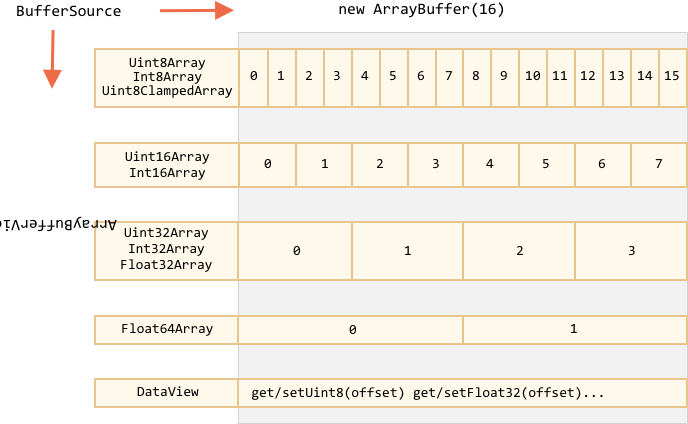 BufferSource
new ArrayBuffer(16)
Uint8Array
Int8Array
Uint8ClampedArray
0 1 2 3 4 5 6 7 8 9 10 11 12 13 14 15
Uint16Array
Int16Array
0 1 2 3 4 5 6 7
ArrayBufferVie
Uint32Array
Int32Array
Float32Array
0 1 2 3
Float64Array
0 1
DataView
get/setUint8(offset) get/setFloat32(offset)...